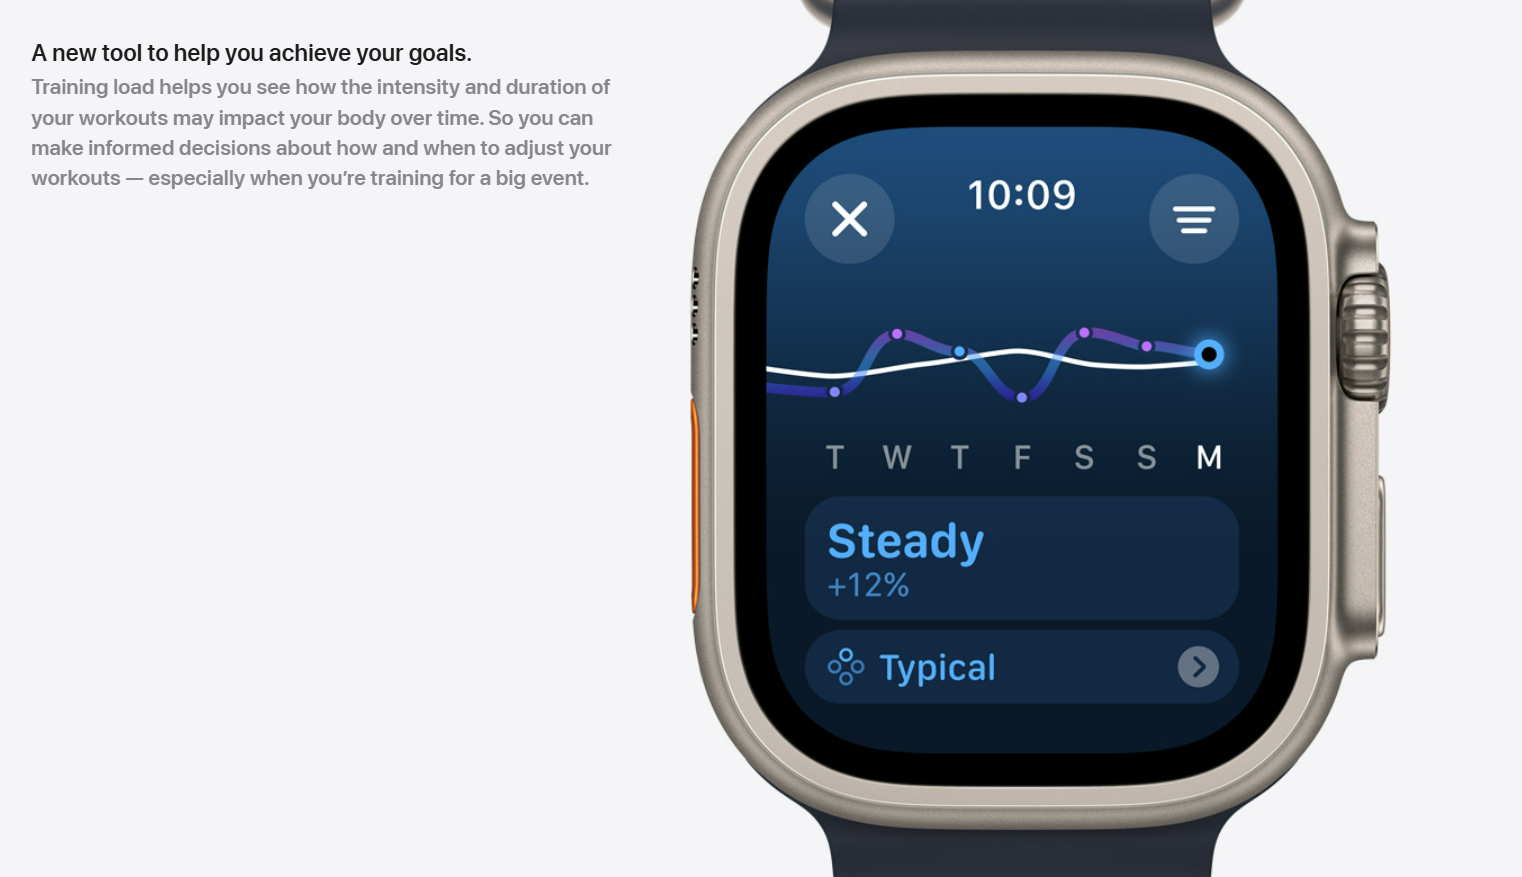 A new tool to help you achieve your goals.
Training load helps you see how the intensity and duration of
your workouts may impact your body over time. So you can
make informed decisions about how and when to adjust your
workouts — especially when you’re training for a big event.
10:09
T W T F S S M
Steady
+12%
Typical